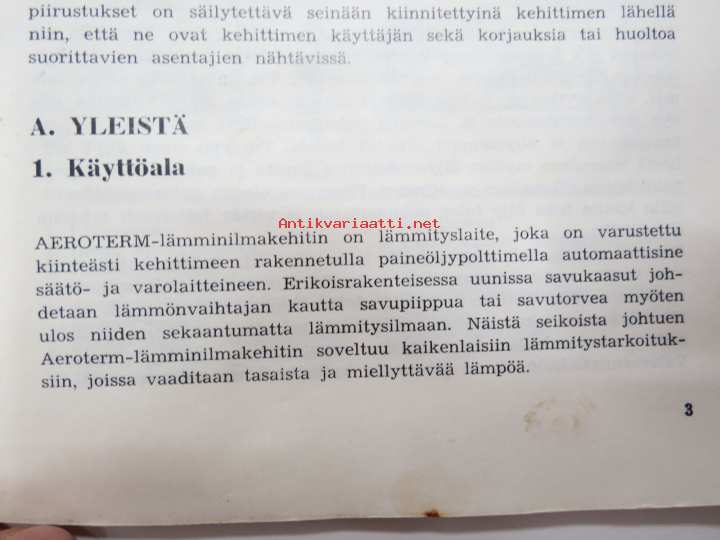 piirustukset on säilytettävä seinään kiinnitettyinä kehittimen lähellä
niin, että ne ovat kehittimen käyttäjän sekä korjauksia tai huoltoa
suorittavien asentajien nähtävissä.
A. YLEISTÄ
1. Käyttöala
Antikvariaatti.net
AEROTERM-lämminilmakehitin on lämmityslaite, joka on varustettu
kiinteästi kehittimeen rakennetulla paineöljypolttimella automaattisine
säätö- ja varolaitteineen. Erikoisrakenteisessa uunissa savukaasut joh-
detaan lämmönvaihtajan kautta savupiippua tai savutorvea myöten
ulos niiden sekaantumatta lämmitysilmaan. Näistä seikoista johtuen
Aeroterm-lämminilmakehitin soveltuu kaikenlaisiin lämmitystarkoituk-
siin, joissa vaaditaan tasaista ja miellyttävää lämpöä.
3